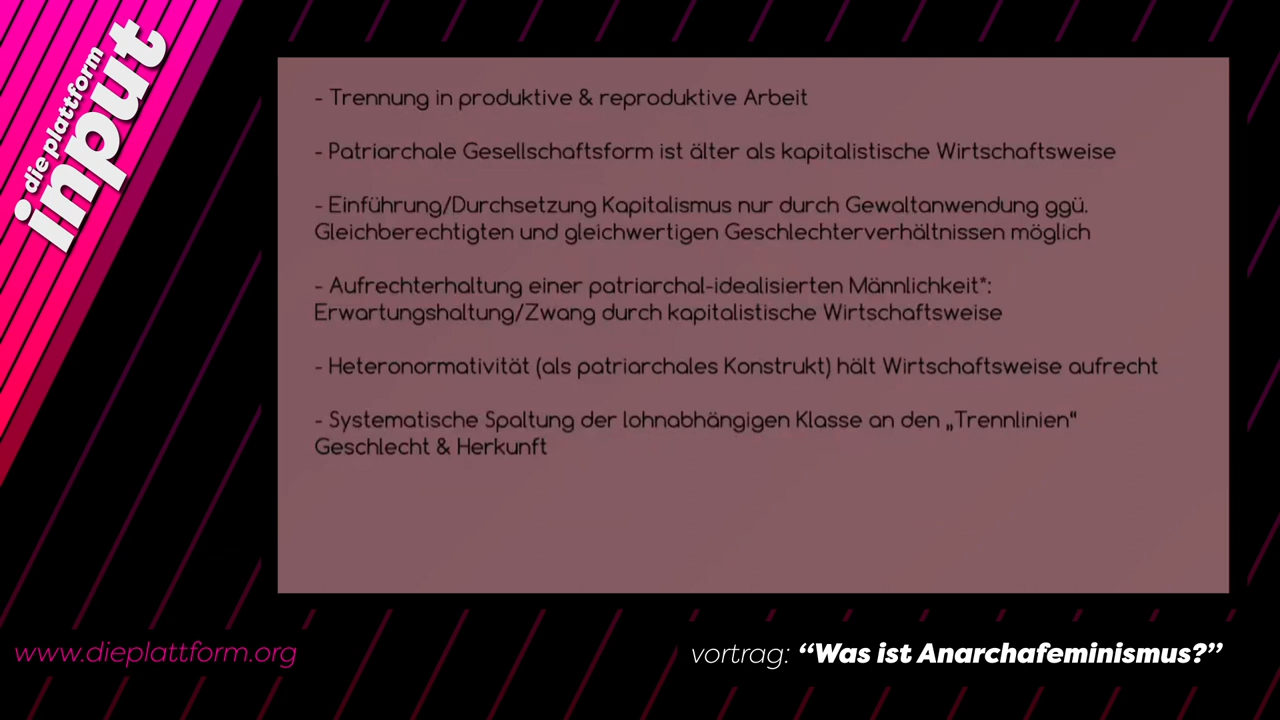 die plattform
input
- Trennung in produktive & reproduktive Arbeit
- Patriarchale Gesellschaftsform ist älter als kapitalistische Wirtschaftsweise
- Einführung/Durchsetzung Kapitalismus nur durch Gewaltanwendung ggü.
Gleichberechtigten und gleichwertigen Geschlechterverhältnissen möglich
- Aufrechterhaltung einer patriarchal-idealisierten Männlichkeit*:
Erwartungshaltung/Zwang durch kapitalistische Wirtschaftsweise
- Heteronormativität (als patriarchales Konstrukt) hält Wirtschaftsweise aufrecht
- Systematische Spaltung der lohnabhängigen Klasse an den „Trennlinien“
Geschlecht & Herkunft
www.dieplattform.org
vortrag: “Was ist Anarchafeminismus?”